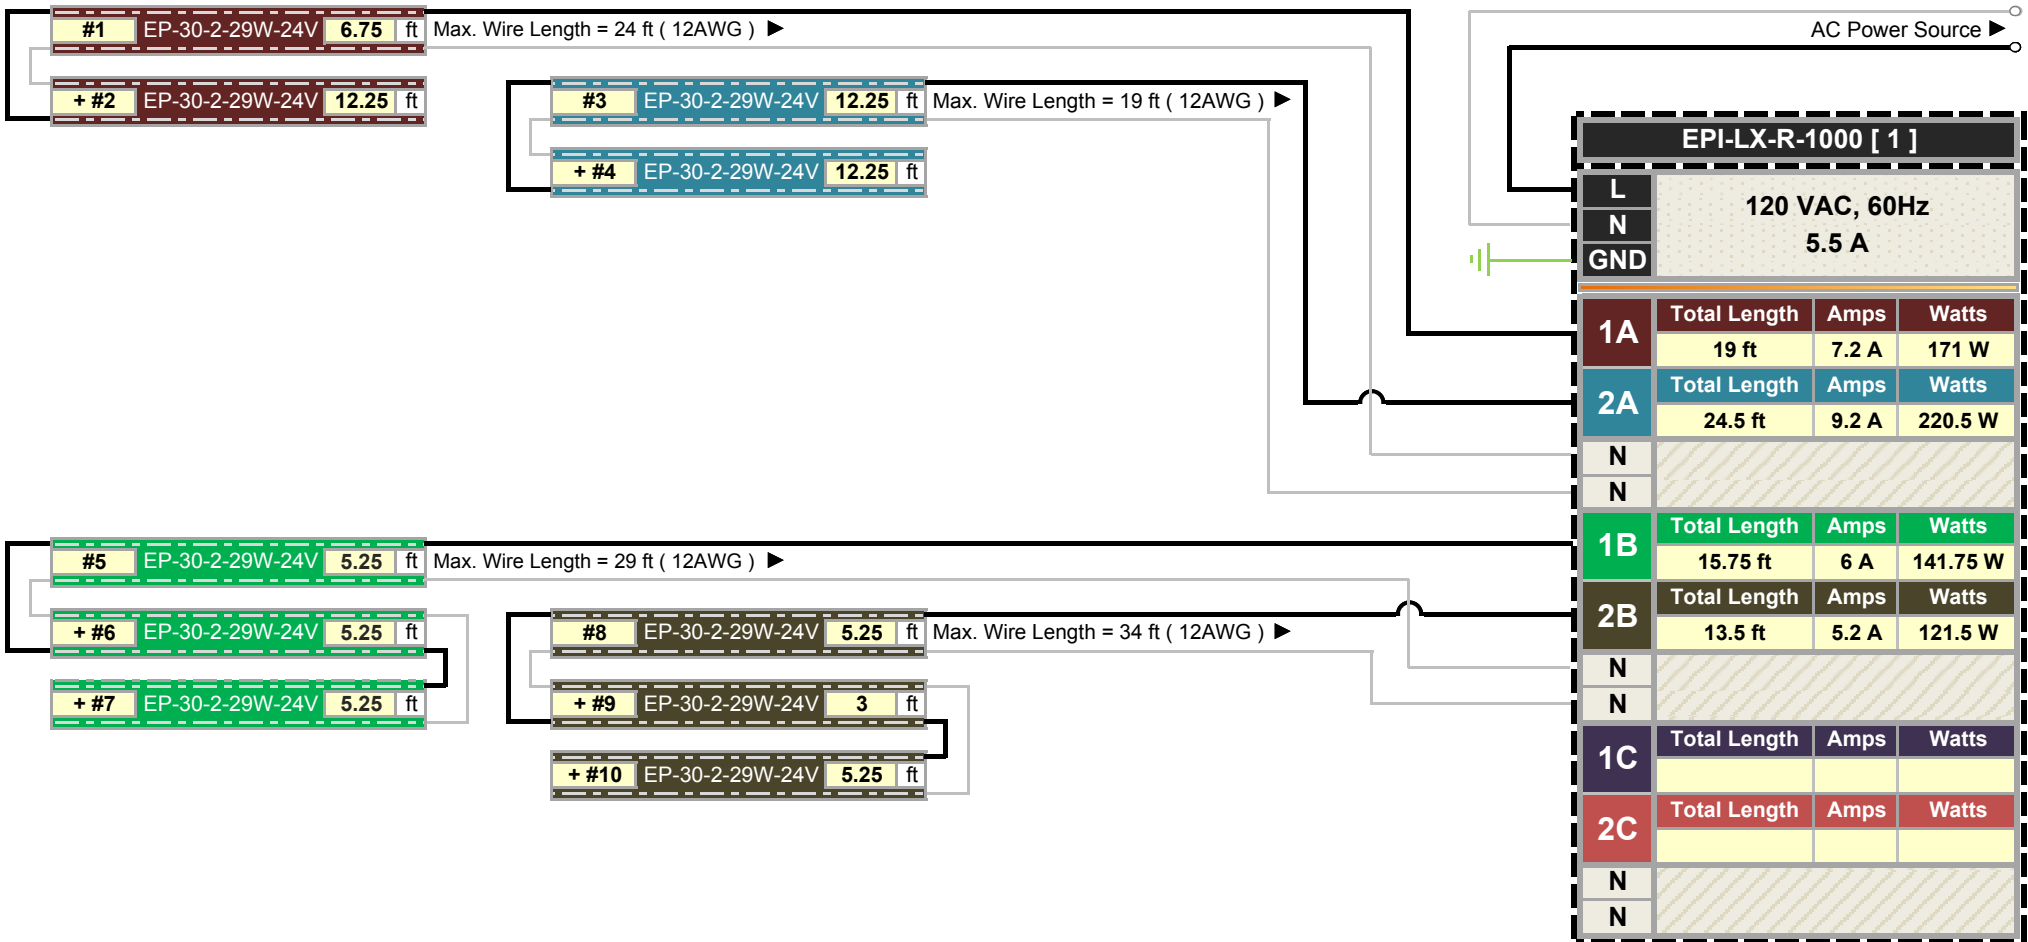 #1 EP-30-2-29W-24V 6.75 ft Max. Wire Length = 24 ft ( 12AWG ) ►
AC Power Source ►
+ #2 EP-30-2-29W-24V 12.25 ft
#3 EP-30-2-29W-24V 12.25 ft Max. Wire Length = 19 ft ( 12AWG ) ►
+ #4 EP-30-2-29W-24V 12.25 ft
EPI-LX-R-1000 [ 1 ]
L
N
GND
120 VAC, 60Hz
5.5 A
1A
Total Length Amps Watts
19 ft 7.2 A 171 W
2A
Total Length Amps Watts
24.5 ft 9.2 A 220.5 W
N
N
#5 EP-30-2-29W-24V 5.25 ft Max. Wire Length = 29 ft ( 12AWG ) ►
+ #6 EP-30-2-29W-24V 5.25 ft
+ #7 EP-30-2-29W-24V 5.25 ft
#8 EP-30-2-29W-24V 5.25 ft Max. Wire Length = 34 ft ( 12AWG ) ►
+ #9 EP-30-2-29W-24V 3 ft
+ #10 EP-30-2-29W-24V 5.25 ft
1B
Total Length Amps Watts
15.75 ft 6 A 141.75 W
2B
Total Length Amps Watts
13.5 ft 5.2 A 121.5 W
N
N
1C
Total Length Amps Watts
2C
Total Length Amps Watts
N
N